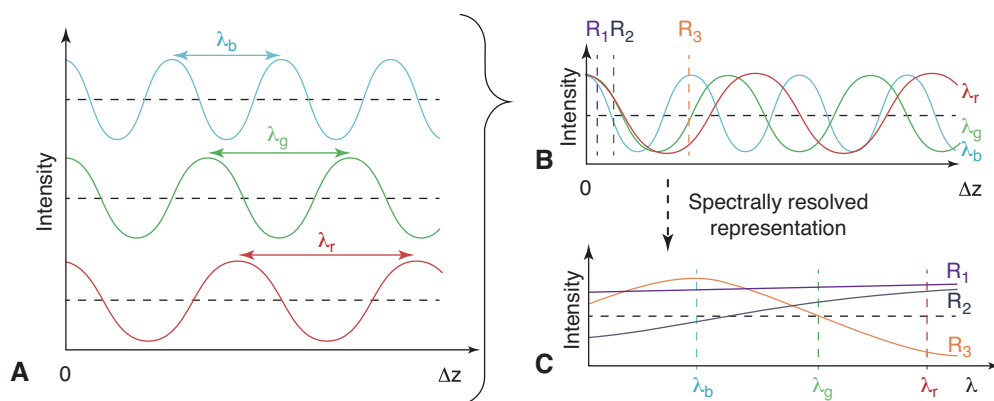 λb
Intensity
λg
λr
A
0
Δz
R1 R2
R3
Intensity
λr
λg
λb
B
0
Δz
Spectrally resolved
representation
Intensity
R1
R2
R3
C
λb
λg
λr
λ